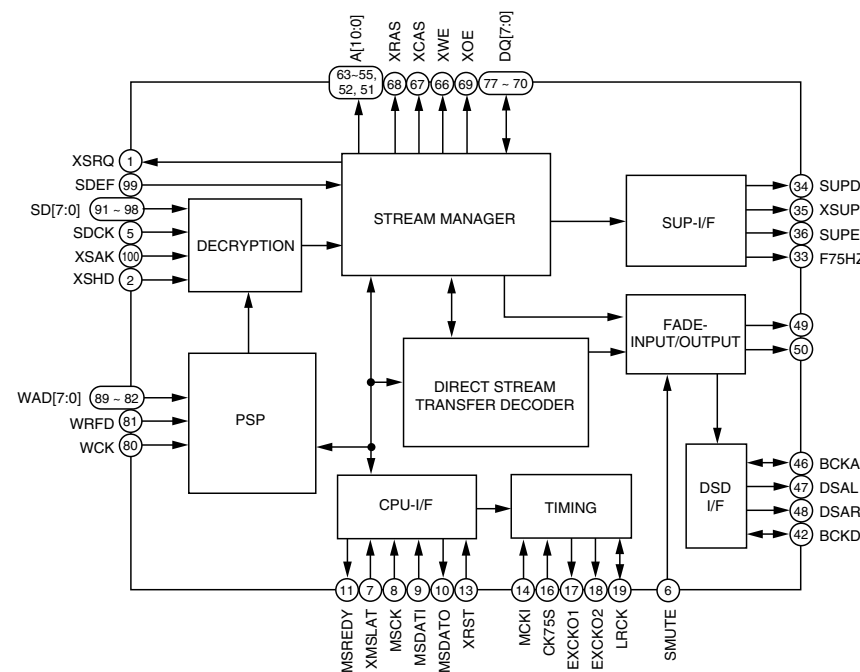 A[10:0]
XRAS
XCAS
XWE
XOE
DQ[7:0]
63~55,
52, 51
68
67
66
69
77 ~ 70
XSRQ 1
SDEF 99
SD[7:0] 91 ~ 98
SDCK 5
XSAK 100
XSHD 2
DECRYPTION
STREAM MANAGER
SUP-I/F
34 SUPD
35 XSUP
36 SUPE
33 F75HZ
FADE-
INPUT/OUTPUT
49
50
WAD[7:0] 89 ~ 82
WRFD 81
WCK 80
PSP
DIRECT STREAM
TRANSFER DECODER
CPU-I/F
TIMING
DSD
I/F
46 BCKA
47 DSAL
48 DSAR
42 BCKD
11
7
8
9
10
13
14
16
17
18
19
6
MSREDY
XMSLAT
MSCK
MSDATI
MSDATO
XRST
MCKI
CK75S
EXCKO1
EXCKO2
LRCK
SMUTE